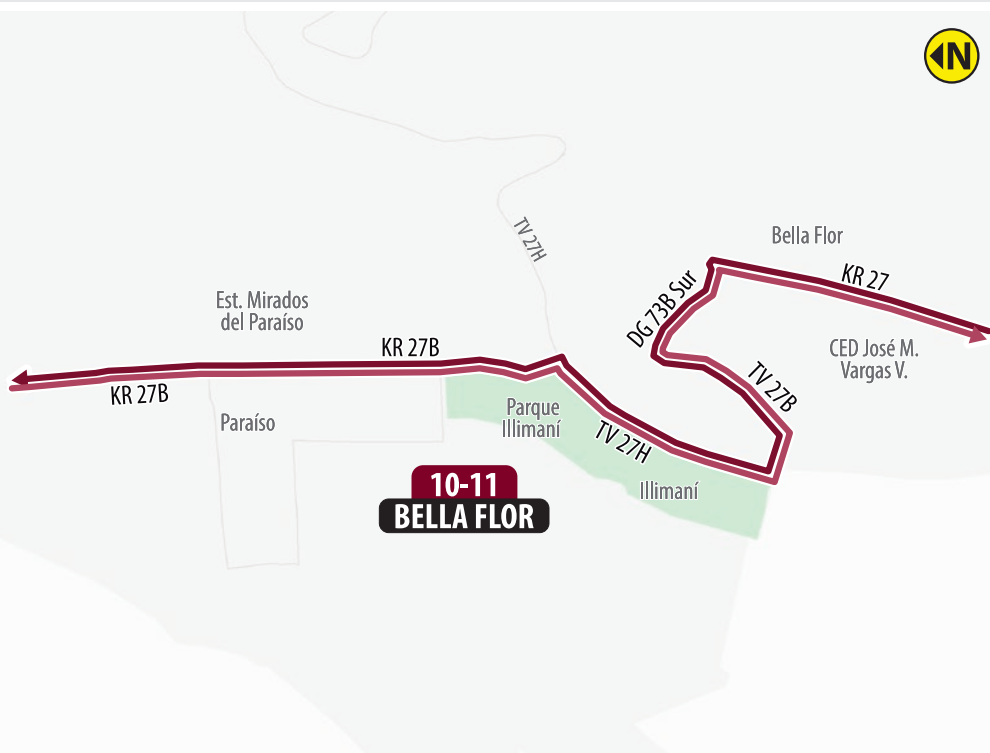 N
TV 27H
Bella Flor
KR 27
DG 73B Sur
Est. Mirados
del Paraíso
KR 27B
CED José M.
Vargas V.
KR 27B
TV 27B
Paraíso
Parque
Illimaní
TV 27H
Illimaní
10-11
BELLA FLOR